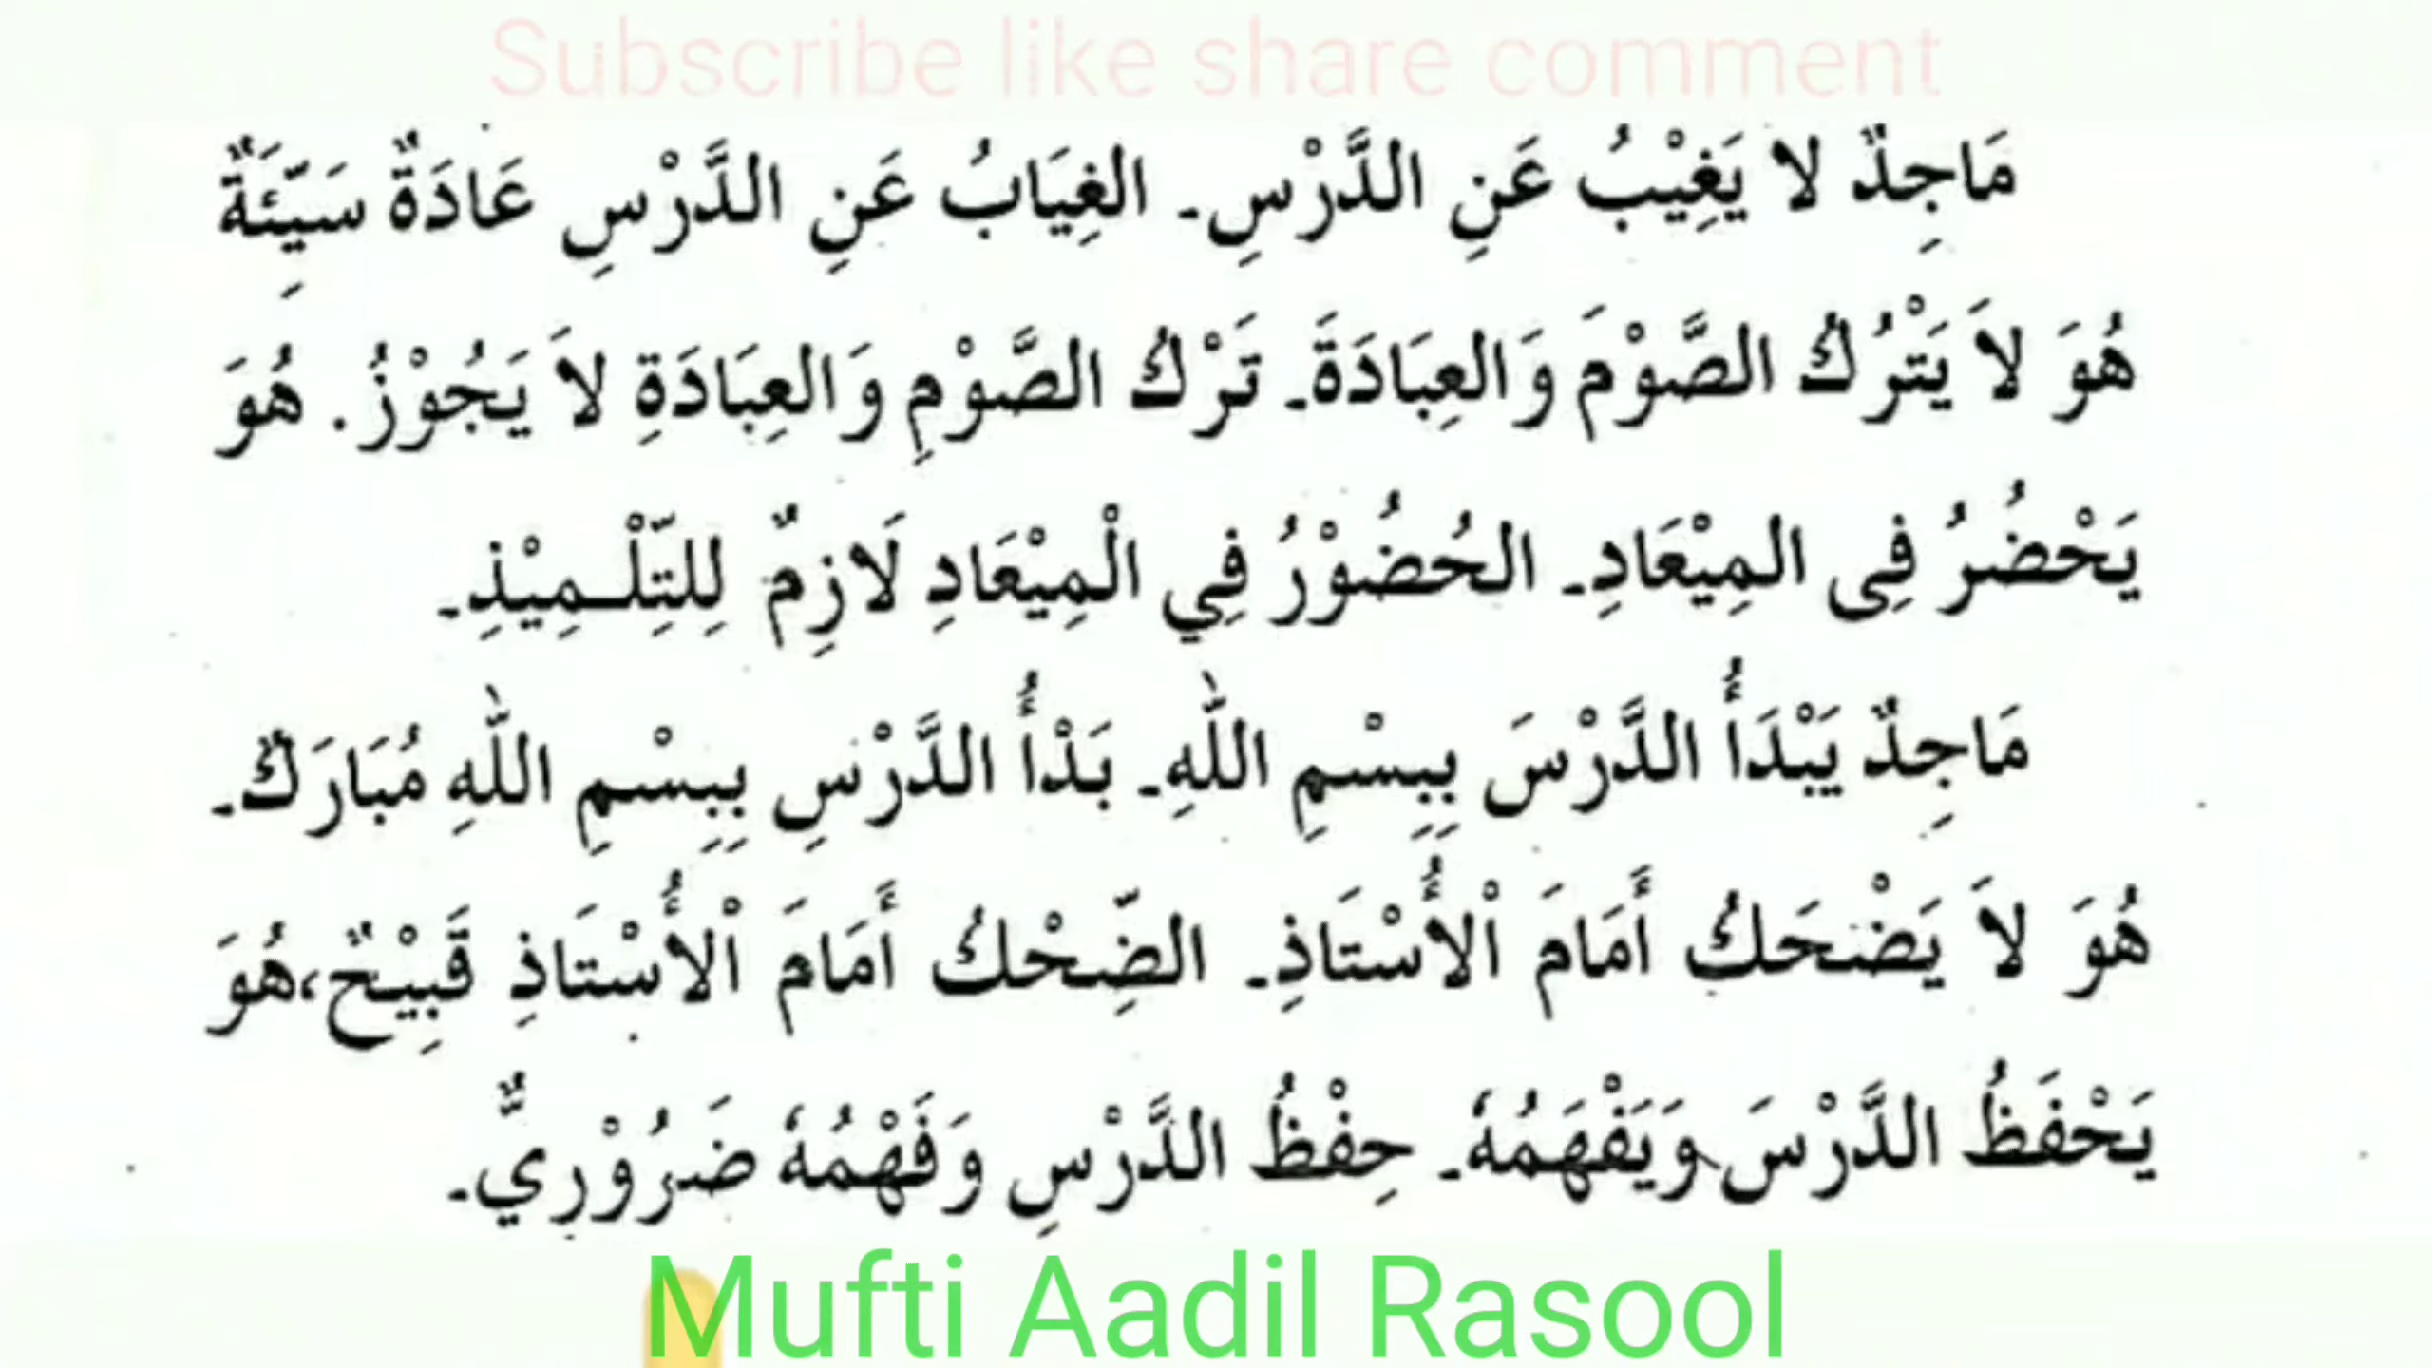 Subscribe like share comment
مَاجِدٌ لا يَغِيْبُ عَنِ الدَّرْسِ۔ الغِيَابُ عَنِ الدَّرْسِ عَادَةٌ سَيِّئَةٌ
هُوَ لاَ يَتْرُكُ الصَّوْمَ وَالعِبَادَةَ۔ تَرْكُ الصَّوْمِ وَالعِبَادَةِ لاَ يَجُوْزُ. هُوَ
يَحْضُرُ فِى المِيْعَادِ۔ الحُضُوْرُ فِي الْمِيْعَادِ لَازِمٌ لِلتِّلْـمِيْذِ۔
مَاجِدٌ يَبْدَأُ الدَّرْسَ بِبِسْمِ اللّٰهِ۔ بَدْأُ الدَّرْسِ بِبِسْمِ اللّٰهِ مُبَارَكٌ۔
هُوَ لاَ يَضْحَكُ أَمَامَ الْأُسْتَاذِ۔ الضِّحْكُ أَمَامَ الْأُسْتَاذِ قَبِيْحٌ، هُوَ
يَحْفَظُ الدَّرْسَ وَيَفْهَمُهٗ۔ حِفْظُ الدَّرْسِ وَفَهْمُهٗ ضَرُوْرِيٌّ۔
Mufti Aadil Rasool